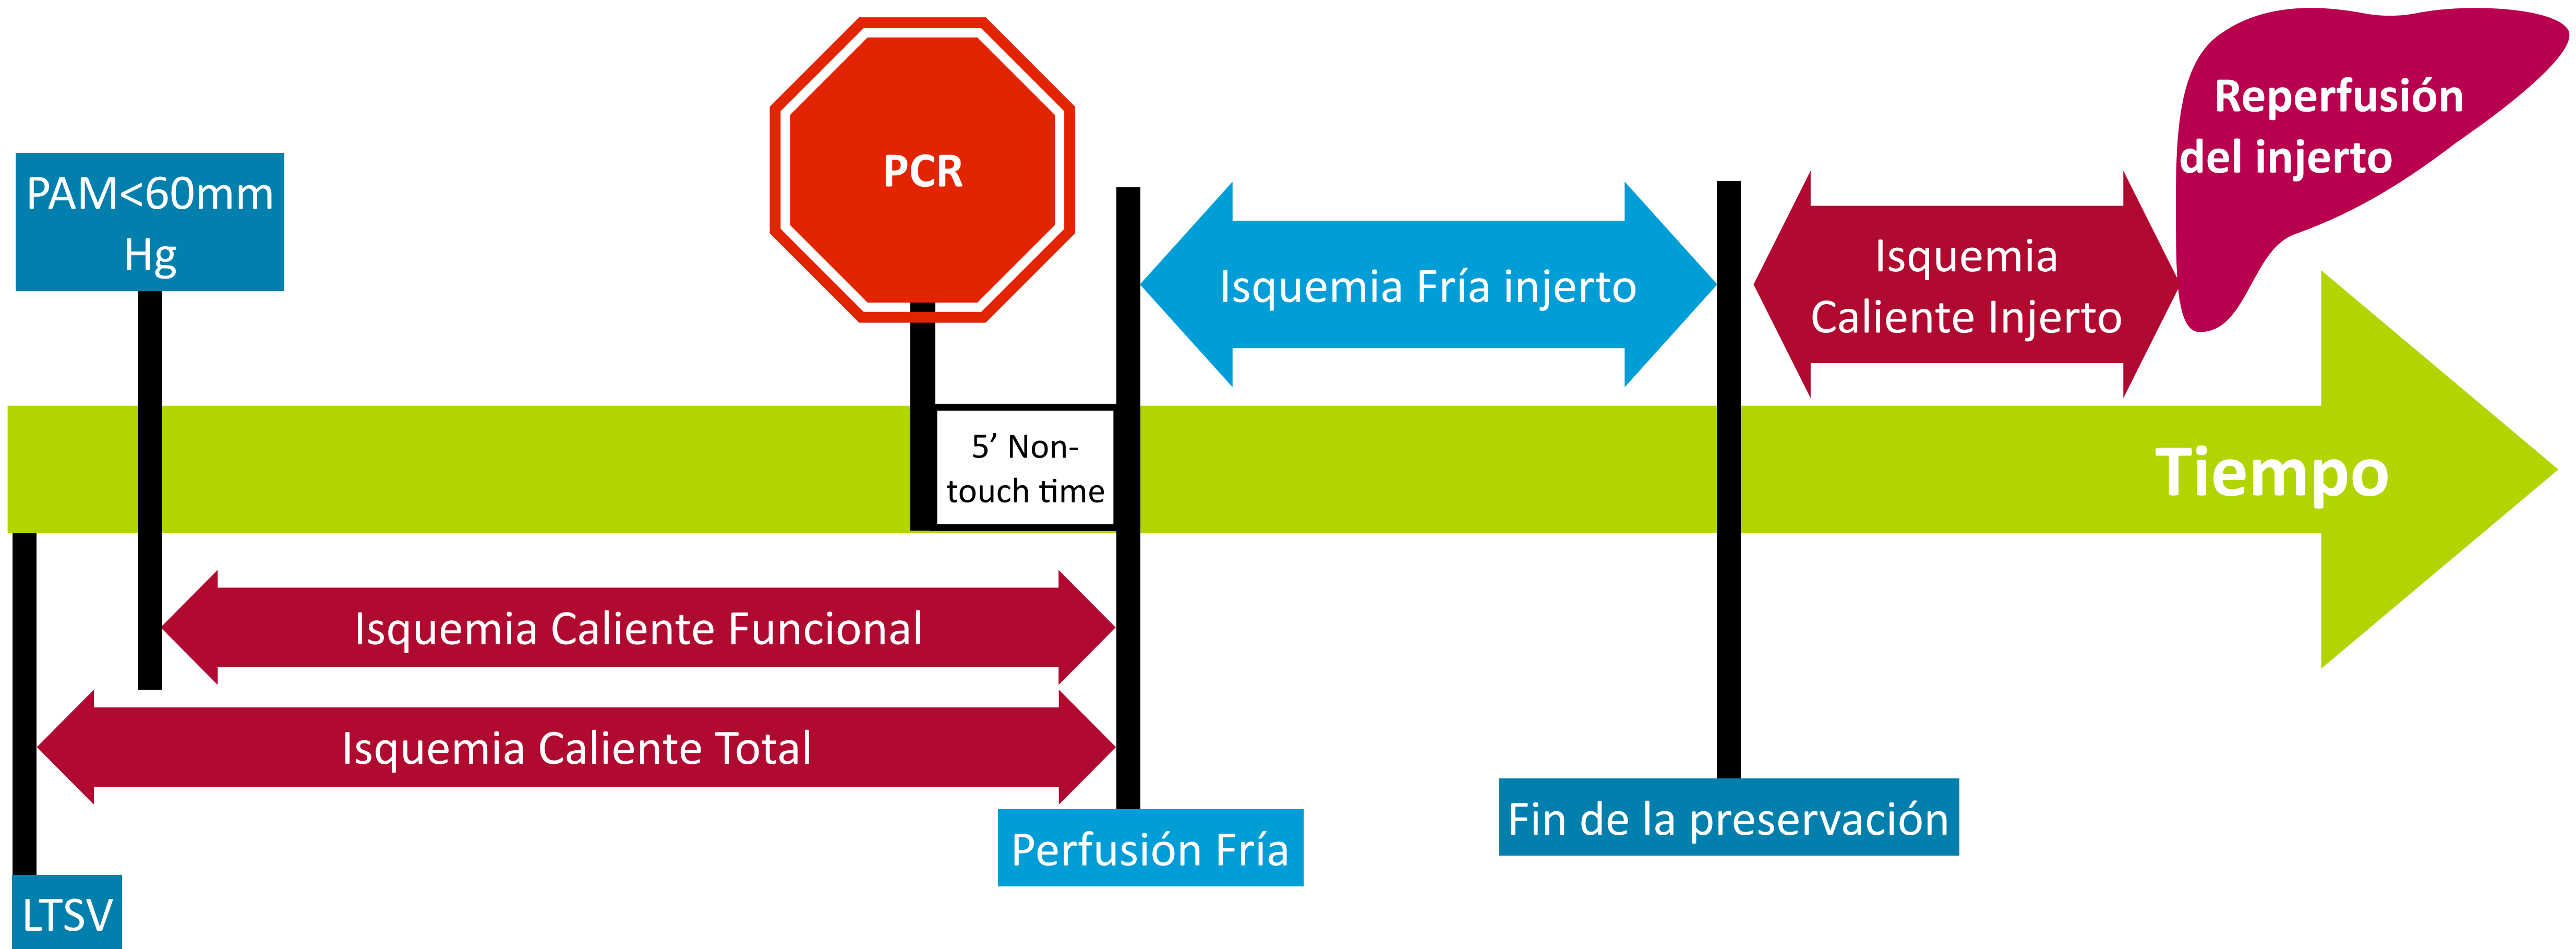 Reperfusión
del injerto
PCR
PAM<60mm
Hg
Isquemia Fría injerto
Isquemia
Caliente Injerto
5’ Non-
touch time
Tiempo
Isquemia Caliente Funcional
Isquemia Caliente Total
Fin de la preservación
Perfusión Fría
LTSV